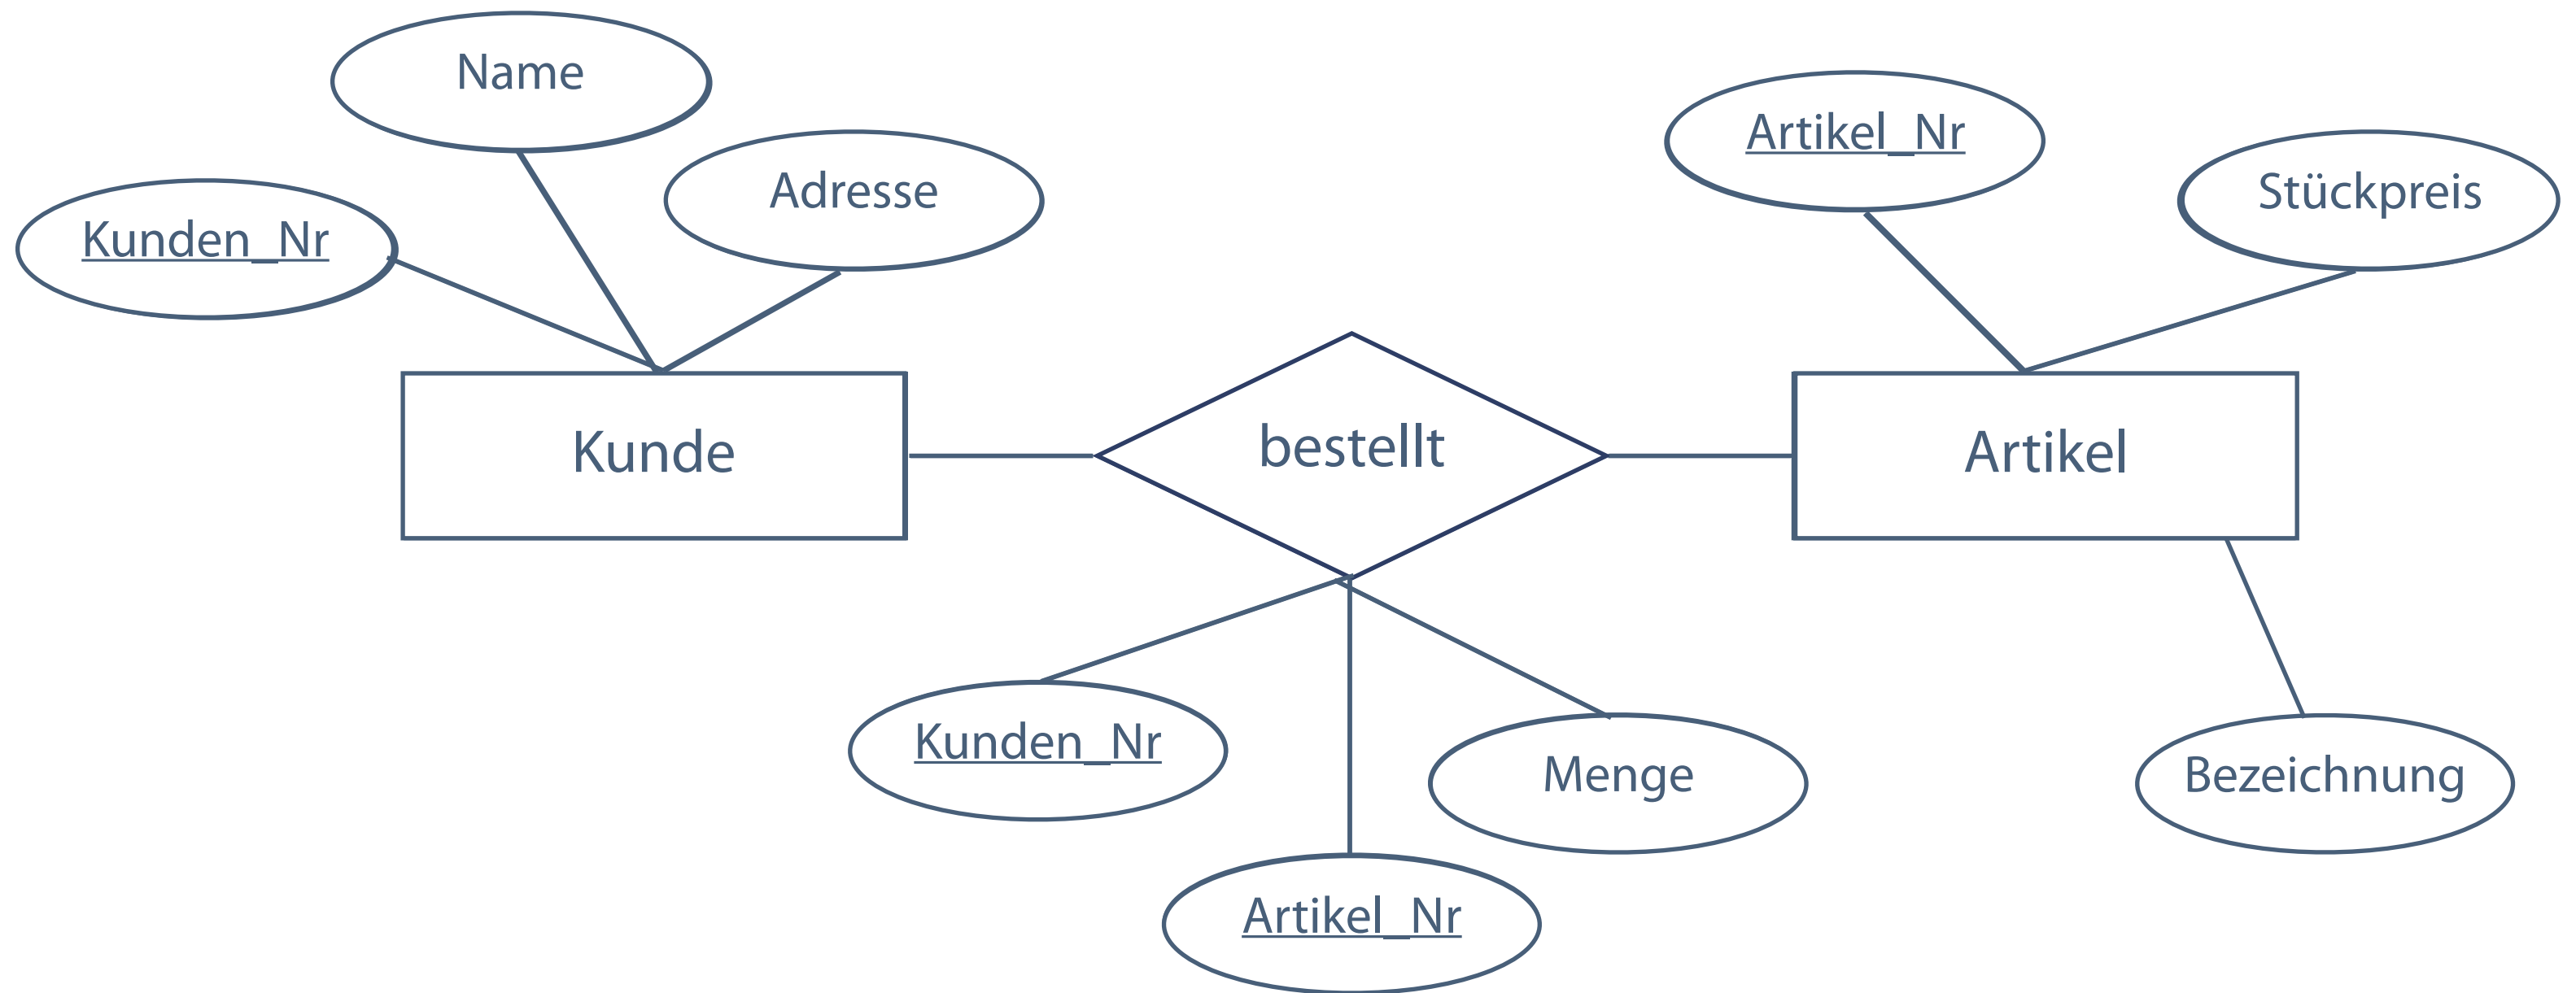 Name
Artikel_Nr
Adresse
Stückpreis
Kunden_Nr
Kunde
bestellt
Artikel
Kunden_Nr
Menge
Bezeichnung
Artikel_Nr